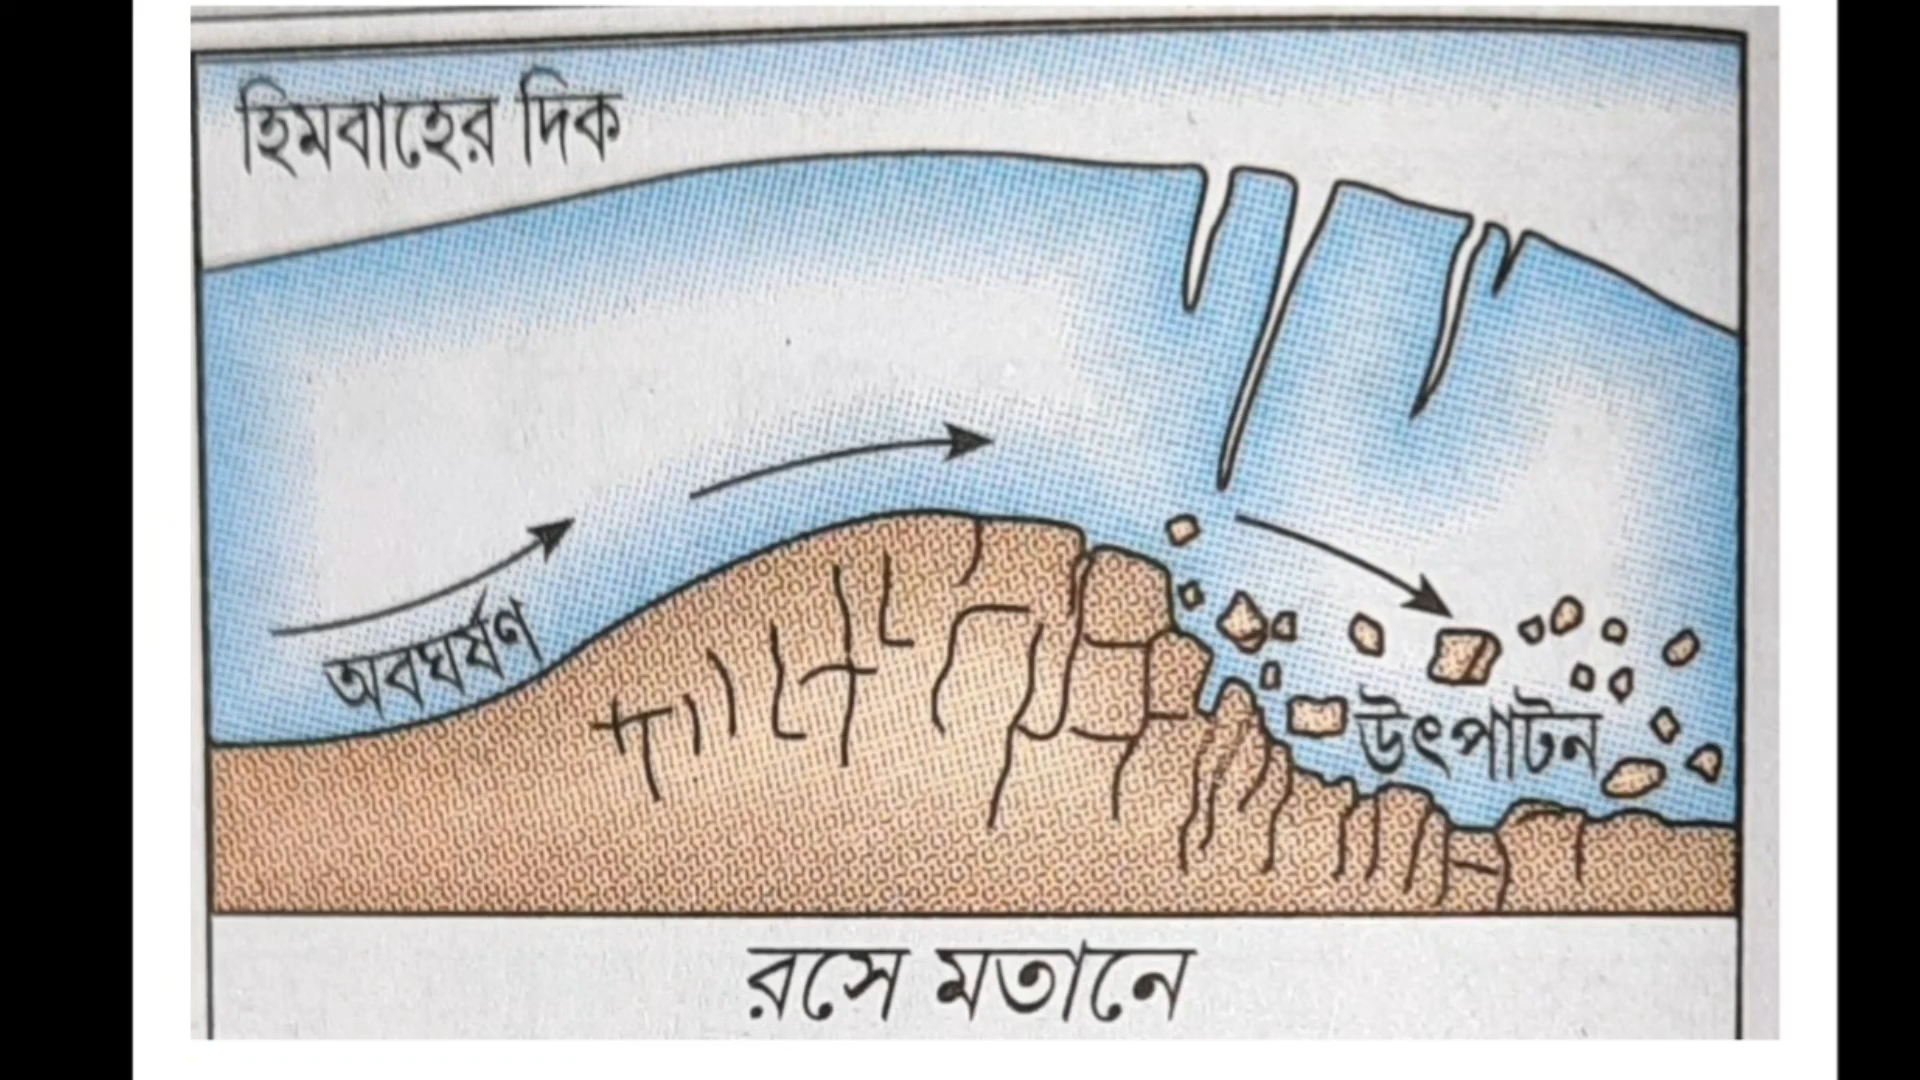 হিমবাহের দিক
অবঘর্ষণ
উৎপাটন
রসে মতানে